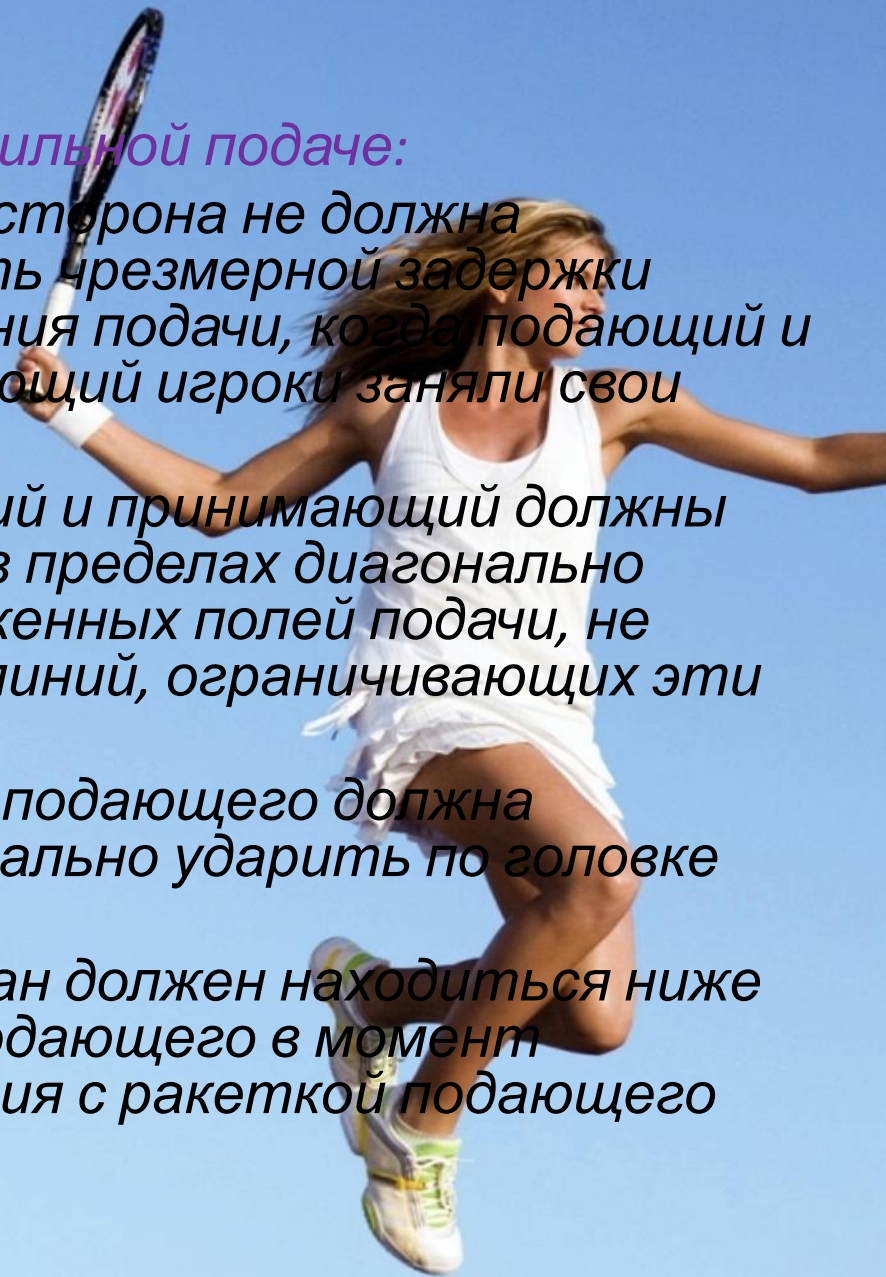 ильной подаче:
сторона не должна
ть чрезмерной задержки
ния подачи, когда подающий и
ющий игроки заняли свои
ий и принимающий должны
в пределах диагонально
женных полей подачи, не
линий, ограничивающих эти
подающего должна
ально ударить по головке
ан должен находиться ниже
одающего в момент
ия с ракеткой подающего